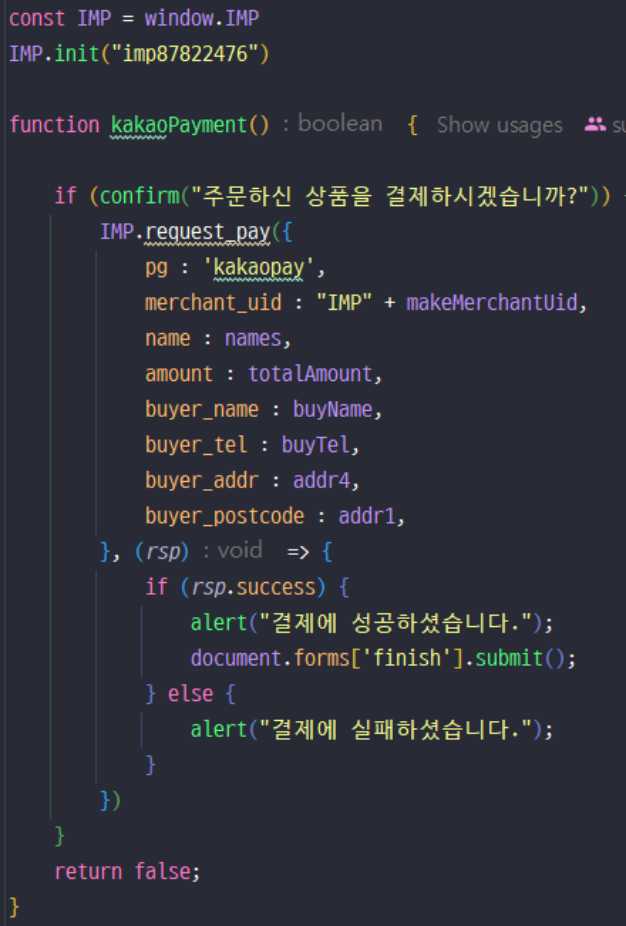 const IMP = window.IMP
IMP.init("imp87822476")
function kakaoPayment() : boolean { Show usages su
if (confirm("주문하신 상품을 결제하시겠습니까?")) {
IMP.request_pay({
pg : 'kakaopay',
merchant_uid : "IMP" + makeMerchantUid,
name : names,
amount : totalAmount,
buyer_name : buyName,
buyer_tel : buyTel,
buyer_addr : addr4,
buyer_postcode : addr1,
}, (rsp) : void => {
if (rsp.success) {
alert("결제에 성공하셨습니다.");
document.forms['finish'].submit();
} else {
alert("결제에 실패하셨습니다.");
}
})
}
return false;
}